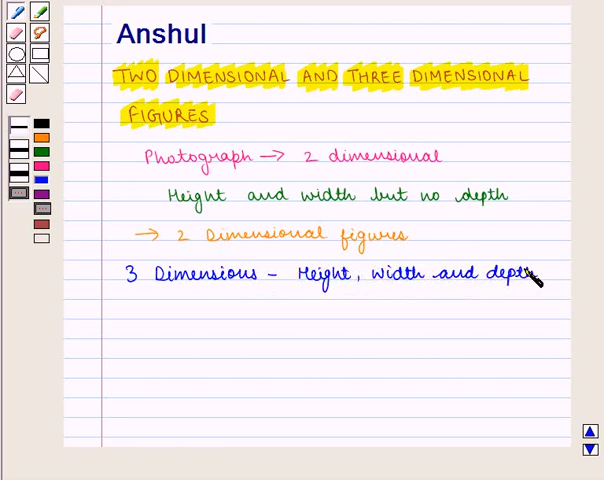 Anshul
TWO DIMENSIONAL AND THREE DIMENSIONAL
FIGURES
Photograph → 2 dimensional
Height and width but no depth
→ 2 Dimensional figures
3 Dimensions - Height, width and depth